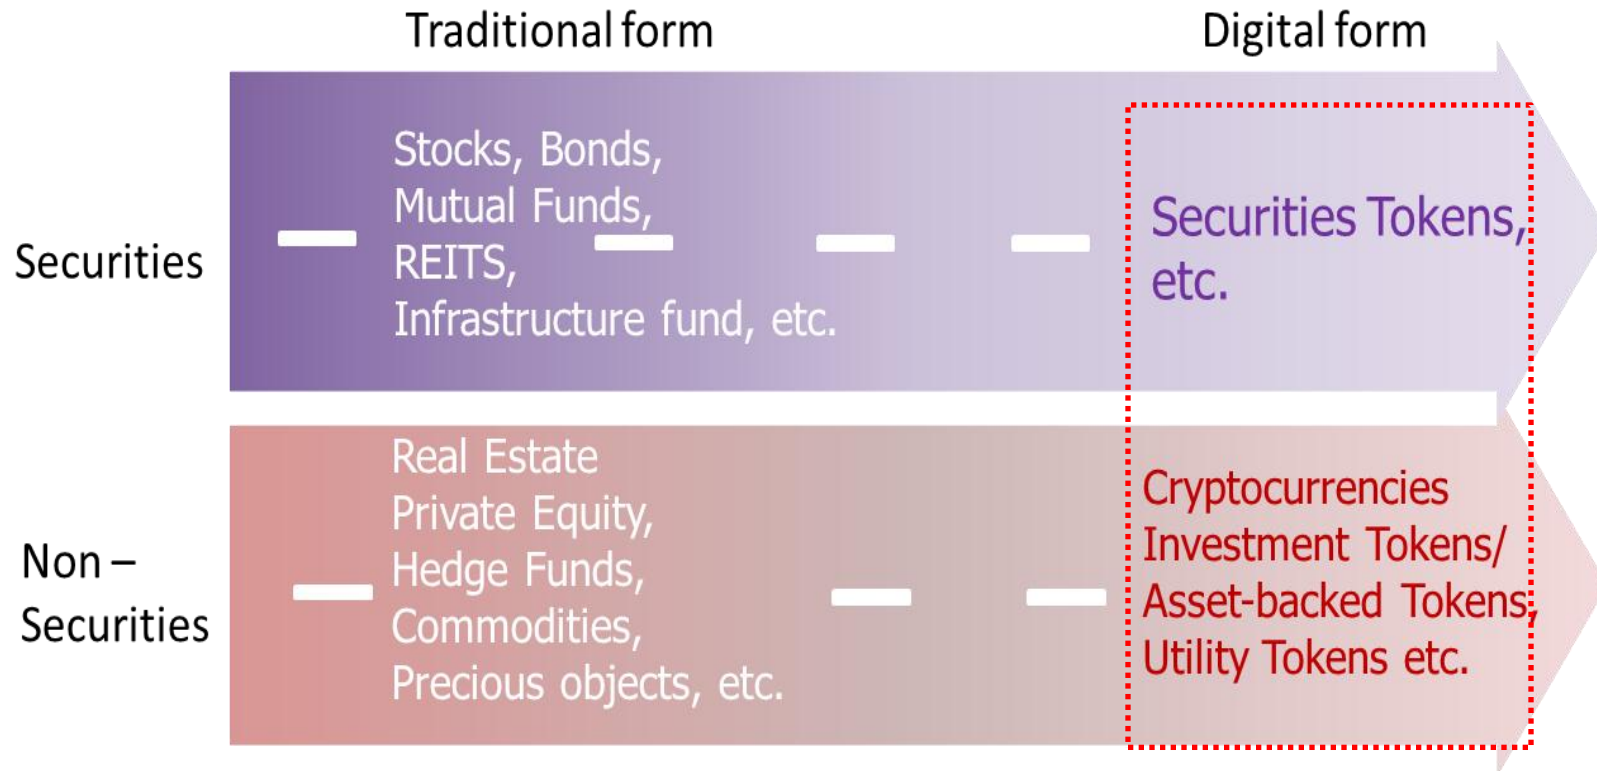 Traditional form
Digital form
Securities
Stocks, Bonds,
Mutual Funds,
REITS,
Infrastructure fund, etc.
Securities Tokens,
etc.
Non –
Securities
Real Estate
Private Equity,
Hedge Funds,
Commodities,
Precious objects, etc.
Cryptocurrencies
Investment Tokens/
Asset-backed Tokens,
Utility Tokens etc.